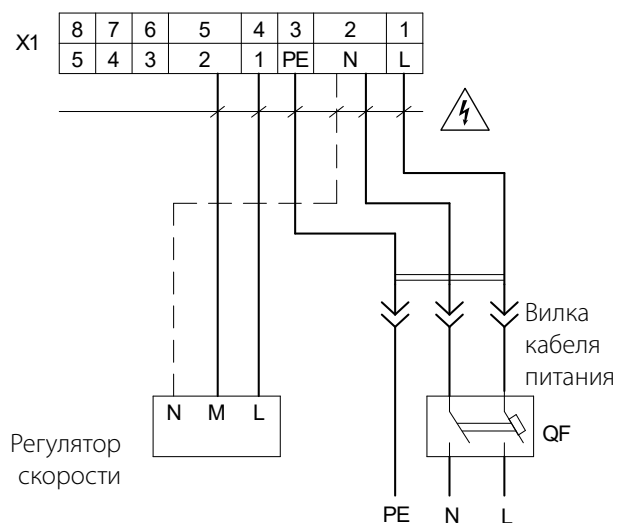 X1
8 7 6 5 4 3 2 1
5 4 3 2 1 PE N L
Вилка
кабеля
питания
N M L
QF
Регулятор
скорости
PE N L